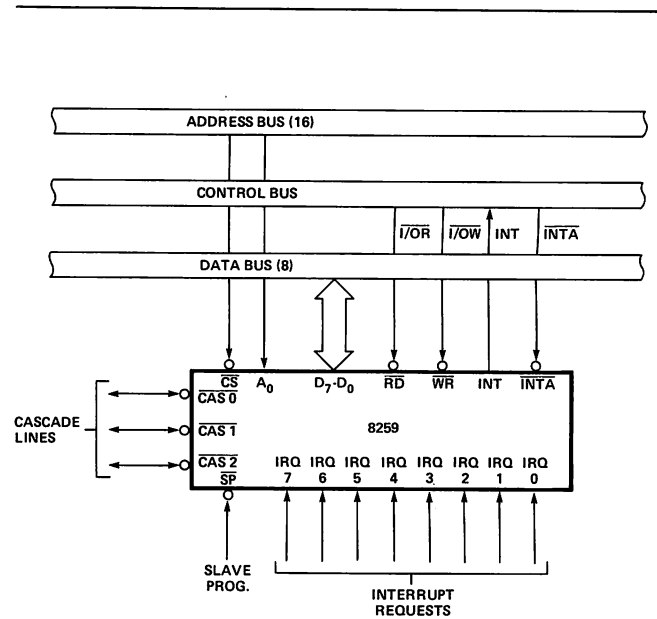 ADDRESS BUS (16)
CONTROL BUS
I/OR I/OW INT INTA
DATA BUS (8)
CS A0 D7-D0 RD WR INT INTA
CAS 0
CASCADE LINES
CAS 1
8259
CAS 2
IRQ 7 IRQ 6 IRQ 5 IRQ 4 IRQ 3 IRQ 2 IRQ 1 IRQ 0
SP
SLAVE PROG.
INTERRUPT REQUESTS